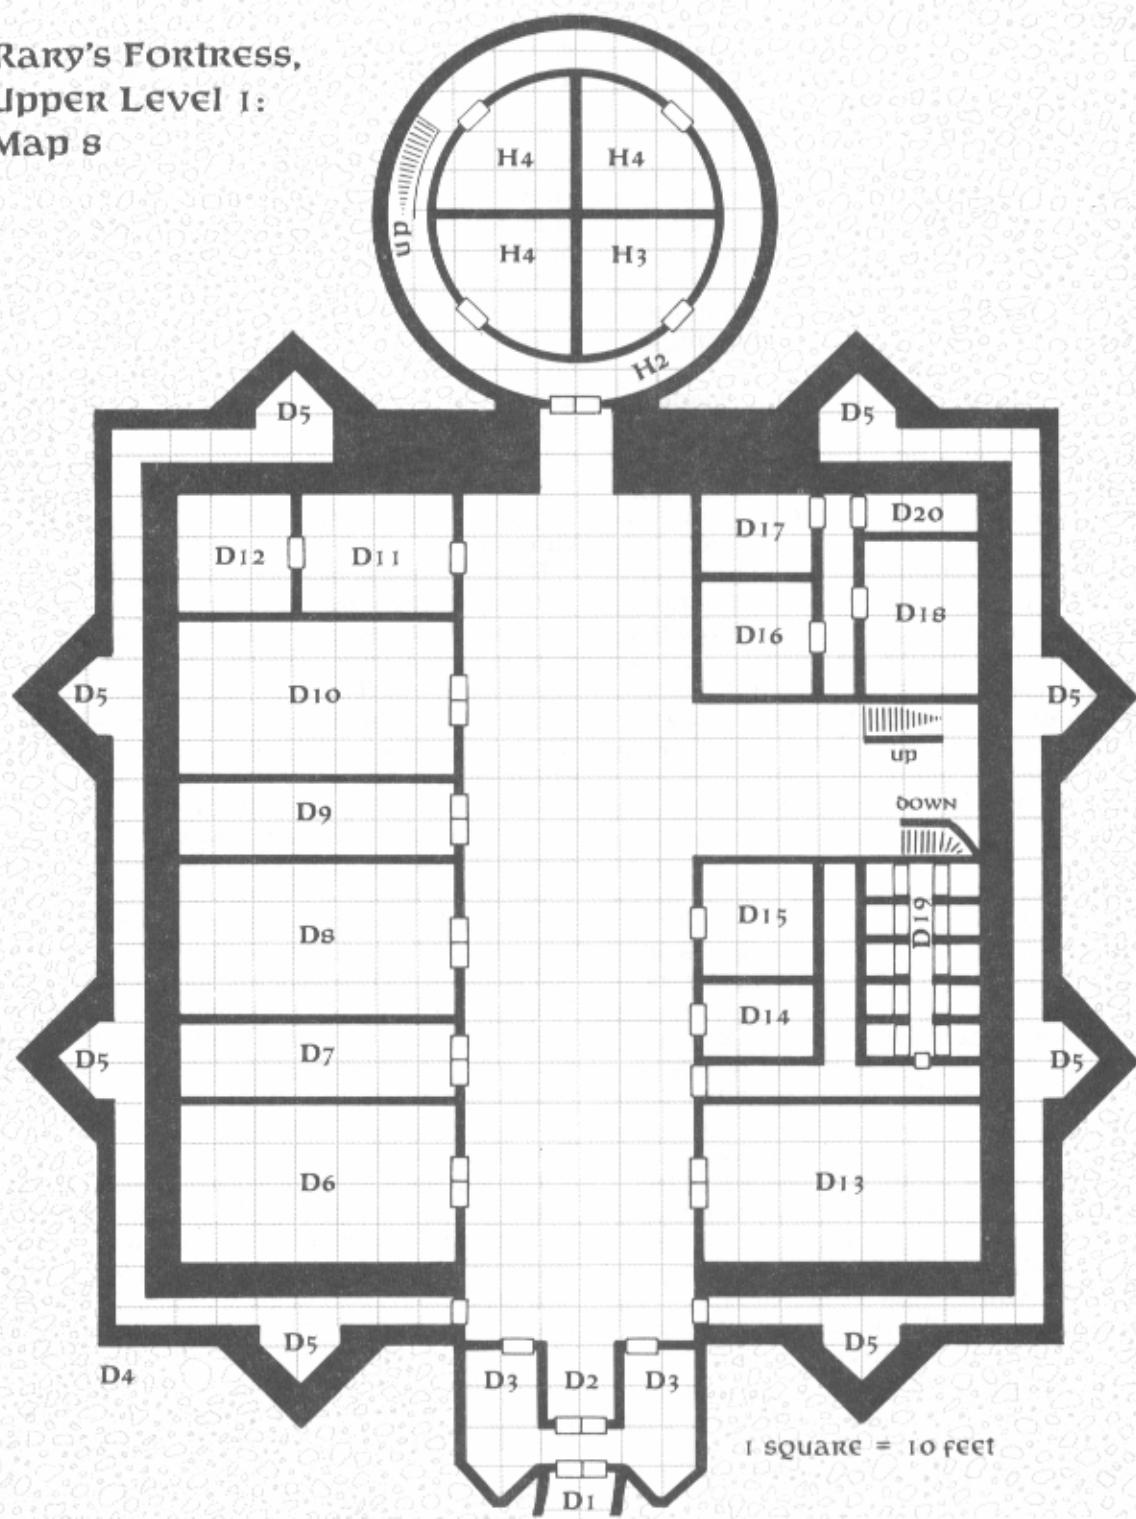 Rary's Fortress,
Upper Level 1:
Map 8
H4
H4
up
H4
H3
H2
D5
D5
D12
D11
D17
D20
D16
D18
D10
D5
D5
up
DOWN
D9
D8
D15
D19
D14
D7
D5
D5
D6
D13
D5
D5
D4
D3
D2
D3
1 square = 10 feet
D1